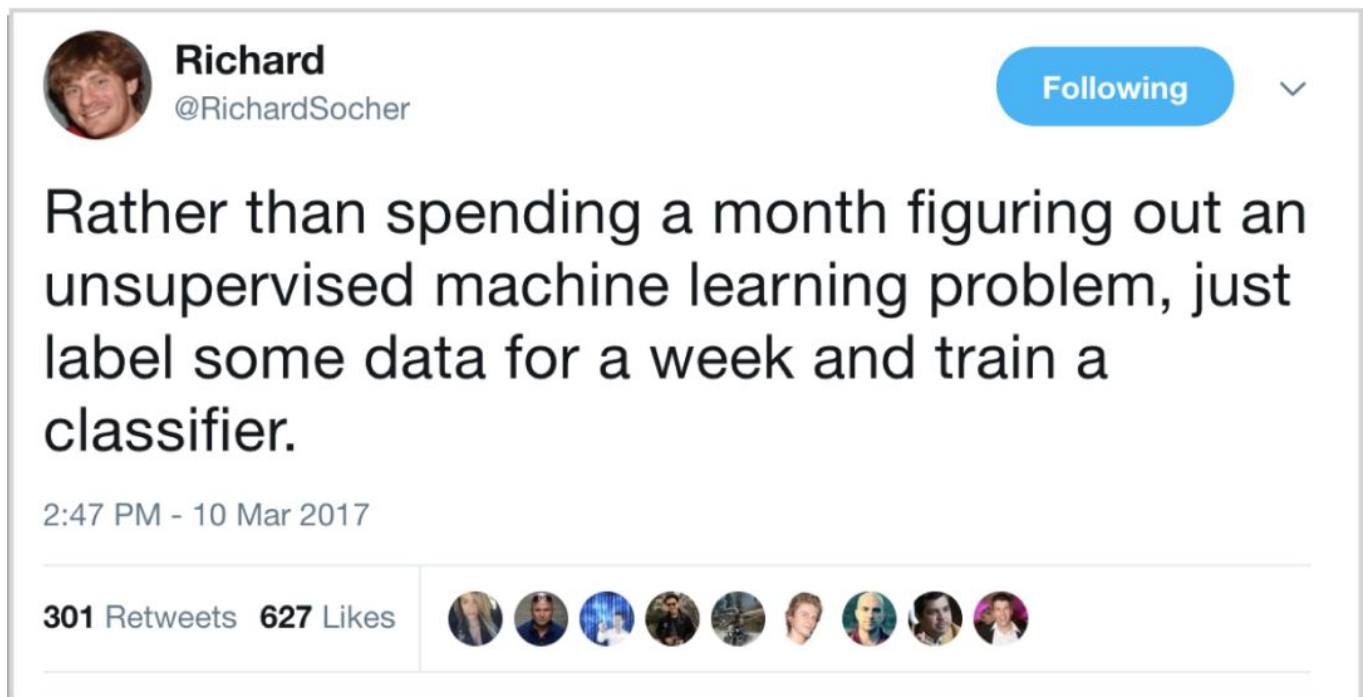 Richard
@RichardSocher
Following
Rather than spending a month figuring out an
unsupervised machine learning problem, just
label some data for a week and train a
classifier.
2:47 PM - 10 Mar 2017
301 Retweets 627 Likes